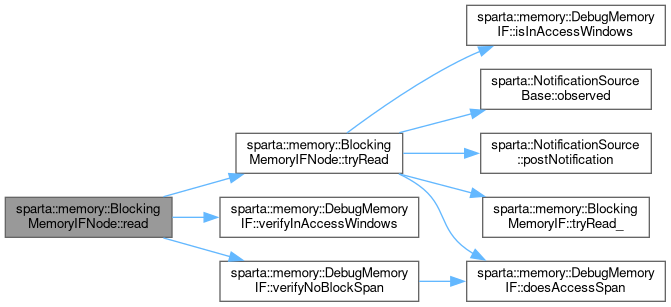 sparta::memory::DebugMemory
IF::isInAccessWindows
sparta::NotificationSource
Base::observed
sparta::memory::Blocking
MemoryIFNode::tryRead
sparta::NotificationSource
::postNotification
sparta::memory::Blocking
MemoryIFNode::read
sparta::memory::DebugMemory
IF::verifyInAccessWindows
sparta::memory::Blocking
MemoryIF::tryRead_
sparta::memory::DebugMemory
IF::verifyNoBlockSpan
sparta::memory::DebugMemory
IF::doesAccessSpan